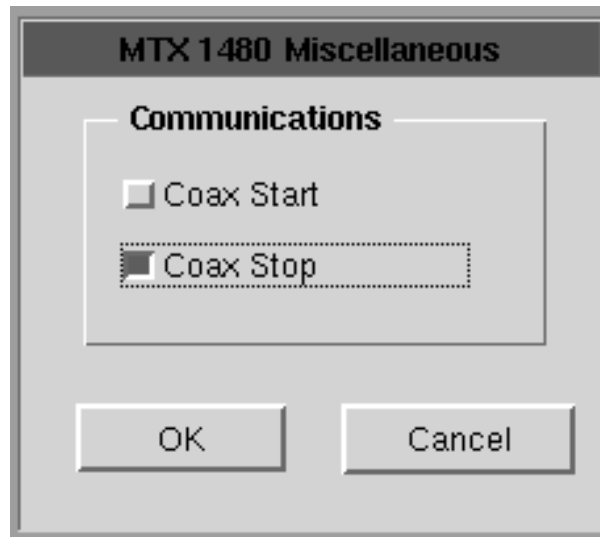 MTX 1480 Miscellaneous
Communications
Coax Start
Coax Stop
OK
Cancel